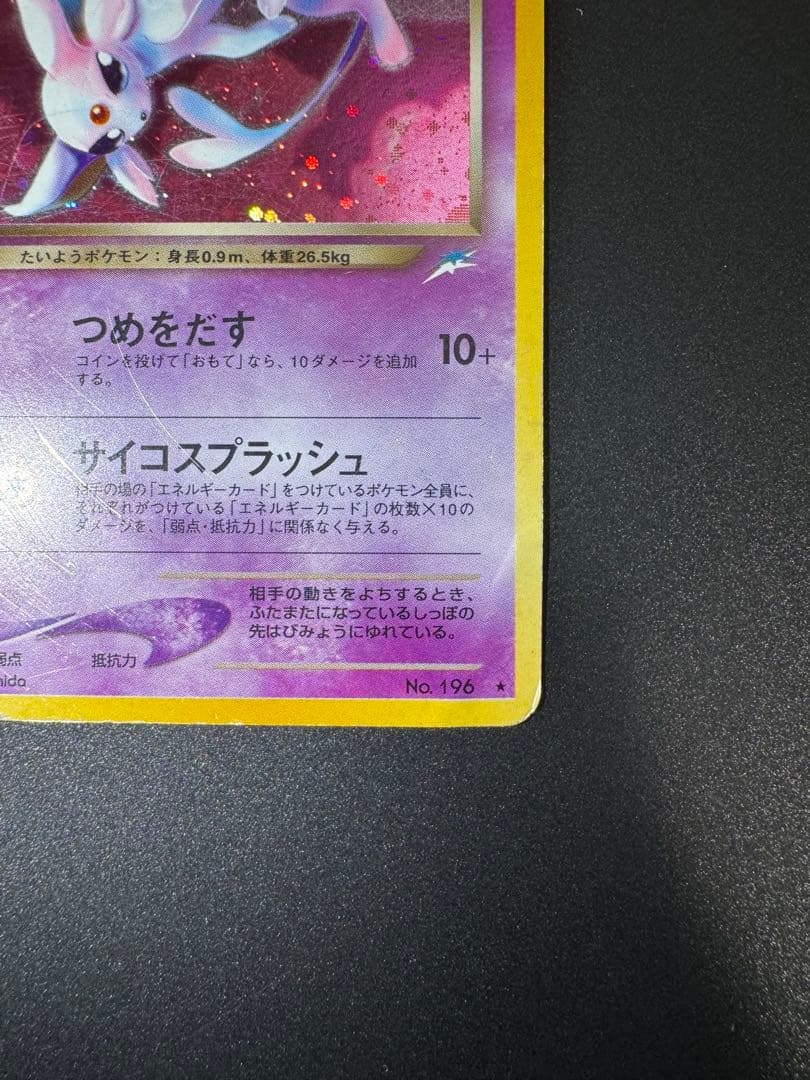 たいようポケモン：身長0.9m、体重26.5kg
つめをだす 10+
コインを投げて「おもて」なら、10ダメージを追加
する。
サイコスプラッシュ
相手の場の「エネルギーカード」をつけているポケモン全員に、
それぞれがつけている「エネルギーカード」の枚数×10の
ダメージを、「弱点・抵抗力」に関係なく与える。
相手の動きをよちするとき、
ふたまたになっているしっぽの
先はびみょうにゆれている。
弱点 抵抗力
No. 196 ★